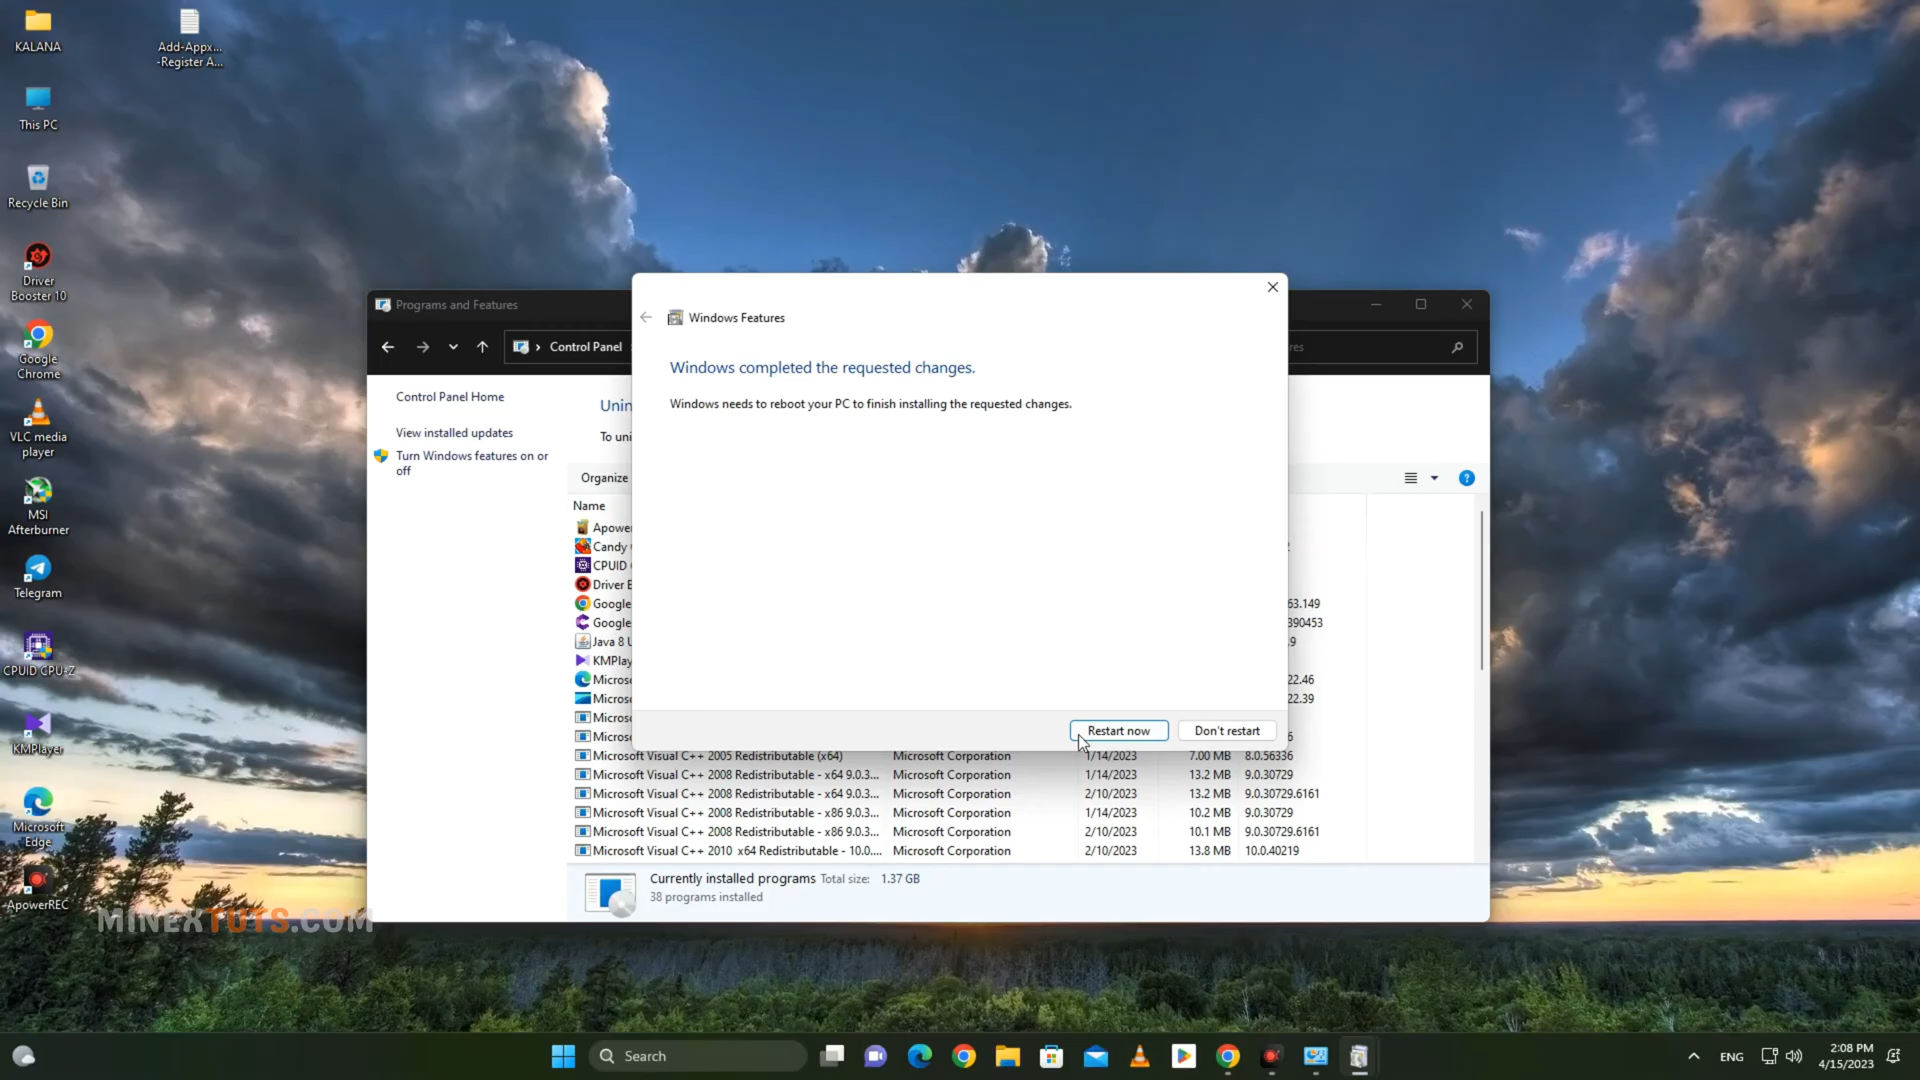 KALANA
Add-Appx...
-Register A...
This PC
Recycle Bin
Driver
Booster 10
Google
Chrome
VLC media
player
MSI
Afterburner
Telegram
CPUID CPU-Z
KMPlayer
Microsoft
Edge
ApowerREC
MINEXTUTS.COM
Programs and Features
Control Panel
res
Control Panel Home
View installed updates
Turn Windows features on or
off
Unin
To uni
Organize
Name
Apower
Candy
CPUID
Driver B
Google
63.149
Google
390453
Java 8 U
.9
KMPlay
Micros
22.46
Micros
22.39
Micros
Micros
Windows Features
Windows completed the requested changes.
Windows needs to reboot your PC to finish installing the requested changes.
Restart now
Don't restart
Microsoft Visual C++ 2005 Redistributable (x64) Microsoft Corporation 1/14/2023 7.00 MB 8.0.56336
Microsoft Visual C++ 2008 Redistributable - x64 9.0.3... Microsoft Corporation 1/14/2023 13.2 MB 9.0.30729
Microsoft Visual C++ 2008 Redistributable - x64 9.0.3... Microsoft Corporation 2/10/2023 13.2 MB 9.0.30729.6161
Microsoft Visual C++ 2008 Redistributable - x86 9.0.3... Microsoft Corporation 1/14/2023 10.2 MB 9.0.30729
Microsoft Visual C++ 2008 Redistributable - x86 9.0.3... Microsoft Corporation 2/10/2023 10.1 MB 9.0.30729.6161
Microsoft Visual C++ 2010 x64 Redistributable - 10.0.... Microsoft Corporation 2/10/2023 13.8 MB 10.0.40219
Currently installed programs Total size: 1.37 GB
38 programs installed
Search
ENG
2:08 PM
4/15/2023